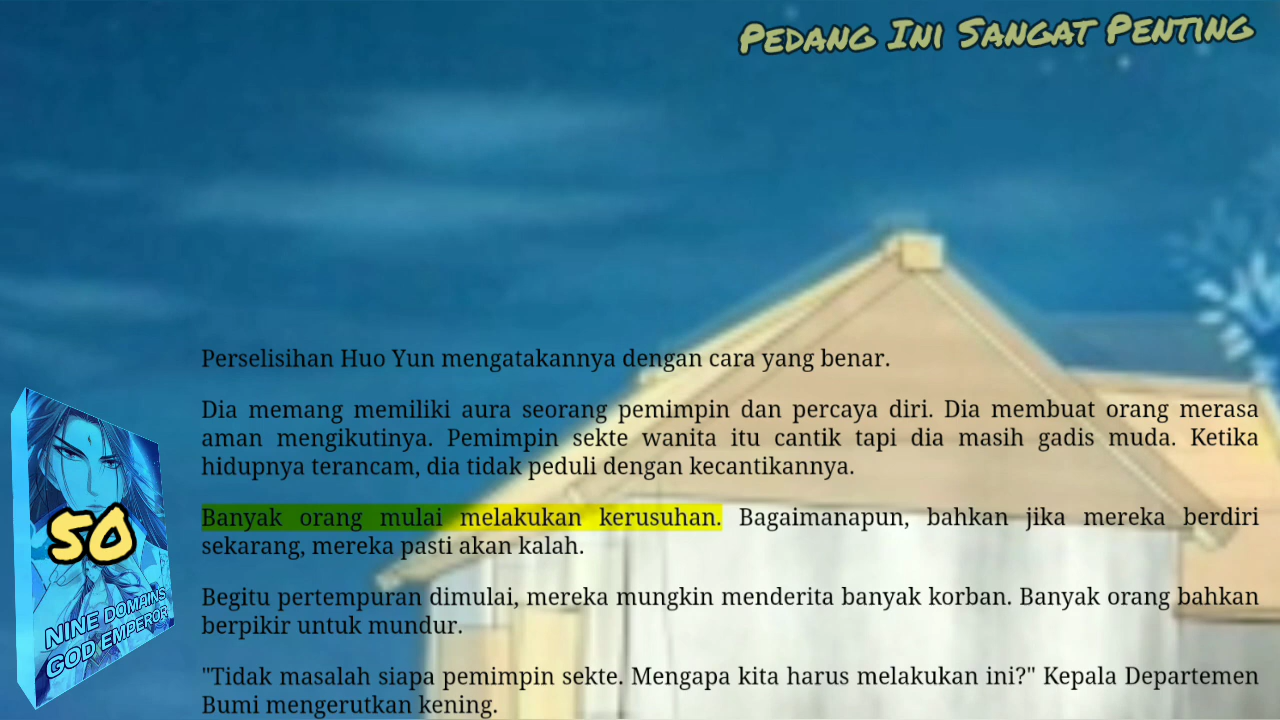 Pedang Ini Sangat Penting
Perselisihan Huo Yun mengatakannya dengan cara yang benar.
Dia memang memiliki aura seorang pemimpin dan percaya diri. Dia membuat orang merasa
aman mengikutinya. Pemimpin sekte wanita itu cantik tapi dia masih gadis muda. Ketika
hidupnya terancam, dia tidak peduli dengan kecantikannya.
Banyak orang mulai melakukan kerusuhan. Bagaimanapun, bahkan jika mereka berdiri
sekarang, mereka pasti akan kalah.
Begitu pertempuran dimulai, mereka mungkin menderita banyak korban. Banyak orang bahkan
berpikir untuk mundur.
"Tidak masalah siapa pemimpin sekte. Mengapa kita harus melakukan ini?" Kepala Departemen
Bumi mengerutkan kening.
50
NINE DOMAINS
GOD EMPEROR